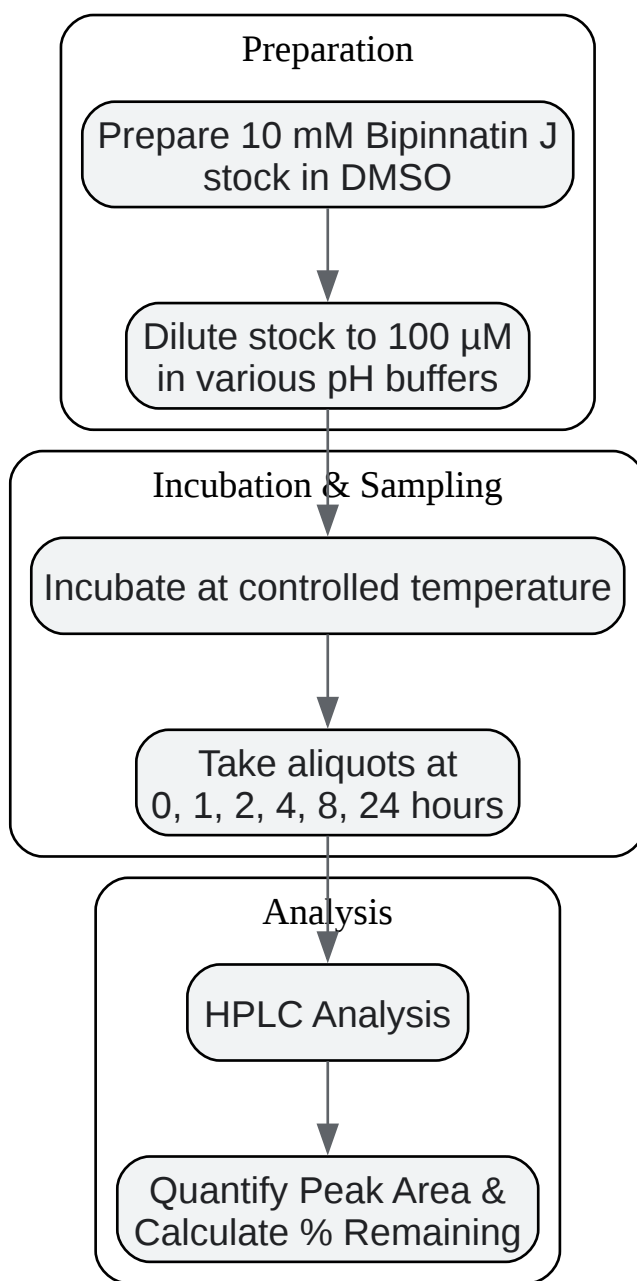 Preparation
Prepare 10 mM Bipinnatin J
stock in DMSO
Dilute stock to 100 µM
in various pH buffers
Incubation & Sampling
Incubate at controlled temperature
Take aliquots at
0, 1, 2, 4, 8, 24 hours
Analysis
HPLC Analysis
Quantify Peak Area &
Calculate % Remaining